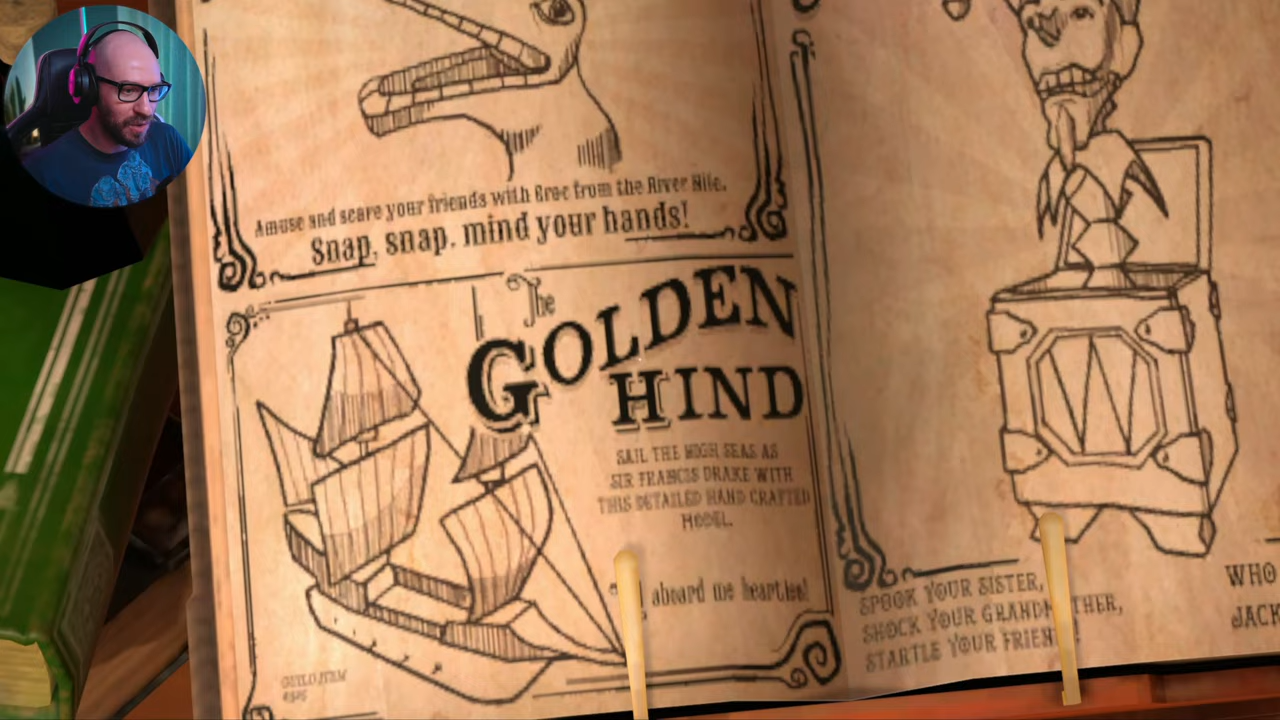 Amuse and scare your friends with Croc from the River Nile.
Snap, snap. mind your hands!
The
GOLDEN
HIND
SAIL THE HIGH SEAS AS
SIR FRANCIS DRAKE WITH
THIS DETAILED HAND CRAFTED
MODEL.
aboard me hearties!
GUILD ITEM
SPOOK YOUR SISTER,
SHOCK YOUR
STARTLE YOUR
WHO
JACK